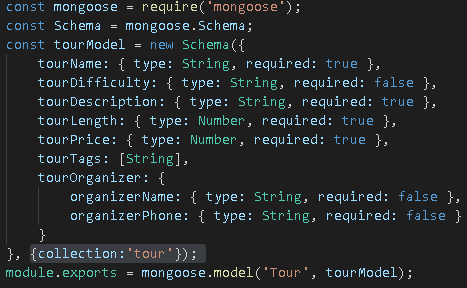 const mongoose = require('mongoose');
const Schema = mongoose.Schema;
const tourModel = new Schema({
    tourName: { type: String, required: true },
    tourDifficulty: { type: String, required: false },
    tourDescription: { type: String, required: true },
    tourLength: { type: Number, required: true },
    tourPrice: { type: Number, required: true },
    tourTags: [String],
    tourOrganizer: {
        organizerName: { type: String, required: false },
        organizerPhone: { type: String, required: false }
    }
}, {collection:'tour'});
module.exports = mongoose.model('Tour', tourModel);